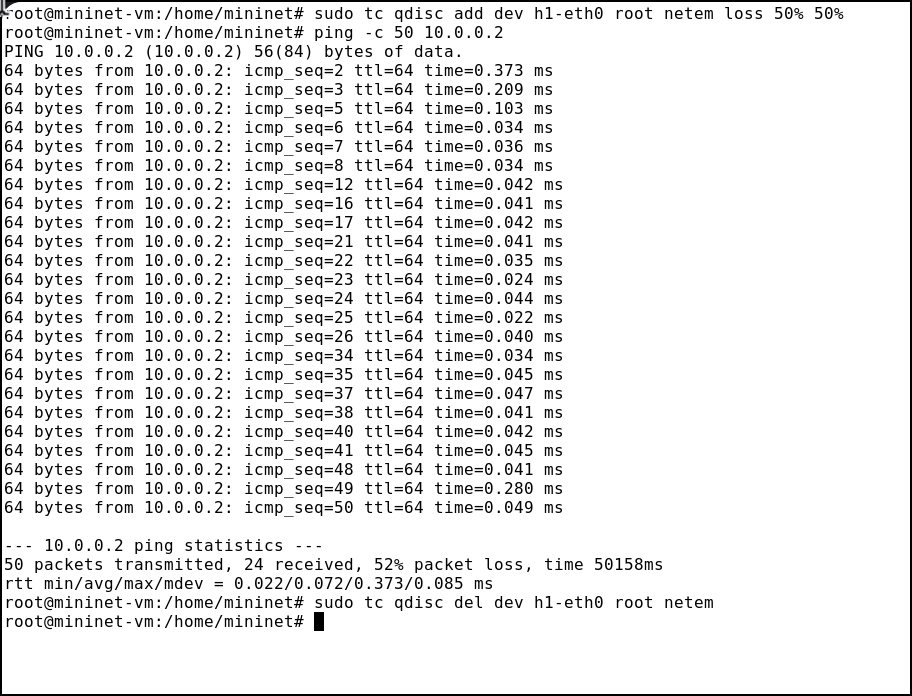 root@mininet-vm:/home/mininet# sudo tc qdisc add dev h1-eth0 root netem loss 50% 50%
root@mininet-vm:/home/mininet# ping -c 50 10.0.0.2
PING 10.0.0.2 (10.0.0.2) 56(84) bytes of data.
64 bytes from 10.0.0.2: icmp_seq=2 ttl=64 time=0.373 ms
64 bytes from 10.0.0.2: icmp_seq=3 ttl=64 time=0.209 ms
64 bytes from 10.0.0.2: icmp_seq=5 ttl=64 time=0.103 ms
64 bytes from 10.0.0.2: icmp_seq=6 ttl=64 time=0.034 ms
64 bytes from 10.0.0.2: icmp_seq=7 ttl=64 time=0.036 ms
64 bytes from 10.0.0.2: icmp_seq=8 ttl=64 time=0.034 ms
64 bytes from 10.0.0.2: icmp_seq=12 ttl=64 time=0.042 ms
64 bytes from 10.0.0.2: icmp_seq=16 ttl=64 time=0.041 ms
64 bytes from 10.0.0.2: icmp_seq=17 ttl=64 time=0.042 ms
64 bytes from 10.0.0.2: icmp_seq=21 ttl=64 time=0.041 ms
64 bytes from 10.0.0.2: icmp_seq=22 ttl=64 time=0.035 ms
64 bytes from 10.0.0.2: icmp_seq=23 ttl=64 time=0.024 ms
64 bytes from 10.0.0.2: icmp_seq=24 ttl=64 time=0.044 ms
64 bytes from 10.0.0.2: icmp_seq=25 ttl=64 time=0.022 ms
64 bytes from 10.0.0.2: icmp_seq=26 ttl=64 time=0.040 ms
64 bytes from 10.0.0.2: icmp_seq=34 ttl=64 time=0.034 ms
64 bytes from 10.0.0.2: icmp_seq=35 ttl=64 time=0.045 ms
64 bytes from 10.0.0.2: icmp_seq=37 ttl=64 time=0.047 ms
64 bytes from 10.0.0.2: icmp_seq=38 ttl=64 time=0.041 ms
64 bytes from 10.0.0.2: icmp_seq=40 ttl=64 time=0.042 ms
64 bytes from 10.0.0.2: icmp_seq=41 ttl=64 time=0.045 ms
64 bytes from 10.0.0.2: icmp_seq=48 ttl=64 time=0.041 ms
64 bytes from 10.0.0.2: icmp_seq=49 ttl=64 time=0.280 ms
64 bytes from 10.0.0.2: icmp_seq=50 ttl=64 time=0.049 ms
--- 10.0.0.2 ping statistics ---
50 packets transmitted, 24 received, 52% packet loss, time 50158ms
rtt min/avg/max/mdev = 0.022/0.072/0.373/0.085 ms
root@mininet-vm:/home/mininet# sudo tc qdisc del dev h1-eth0 root netem
root@mininet-vm:/home/mininet#